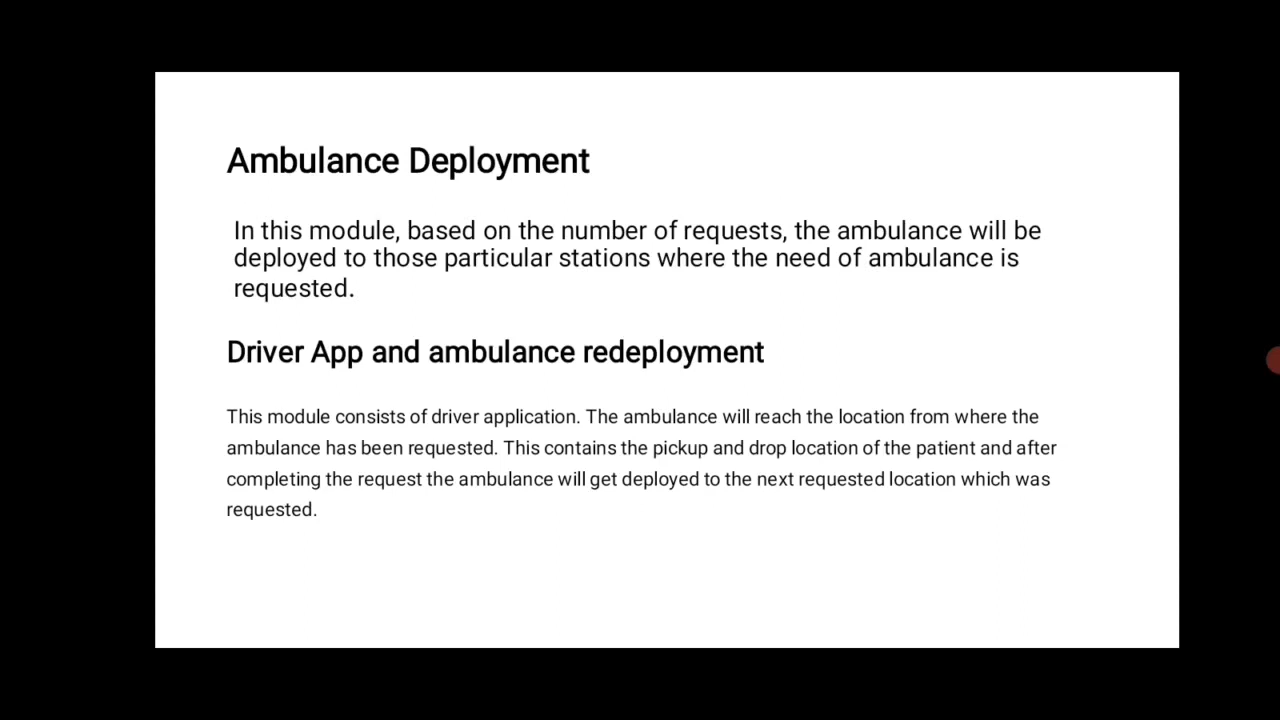 Ambulance Deployment
In this module, based on the number of requests, the ambulance will be
deployed to those particular stations where the need of ambulance is
requested.
Driver App and ambulance redeployment
This module consists of driver application. The ambulance will reach the location from where the
ambulance has been requested. This contains the pickup and drop location of the patient and after
completing the request the ambulance will get deployed to the next requested location which was
requested.